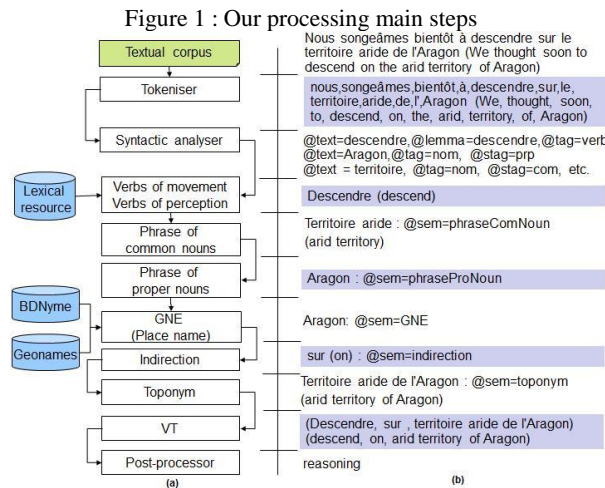 Figure 1 : Our processing main steps
Textual corpus
Tokeniser
Syntactic analyser
Lexical
resource
Verbs of movement
Verbs of perception
Phrase of
common nouns
Phrase of
proper nouns
BDNyme
Geonames
GNE
(Place name)
Indirection
Toponym
VT
Post-processor
(a)
Nous songeâmes bientôt à descendre sur le
territoire aride de l'Aragon (We thought soon to
descend on the arid territory of Aragon)
nous,songeâmes,bientôt,à,descendre,sur,le,
territoire,aride,de,l',Aragon (We, thought, soon,
to, descend, on, the, arid, territory, of, Aragon)
@text=descendre,@lemma=descendre,@tag=verb
@text=Aragon,@tag=nom, @stag=prp
@text = territoire, @tag=nom, @stag=com, etc.
Descendre (descend)
Territoire aride : @sem=phraseComNoun
(arid territory)
Aragon : @sem=phraseProNoun
Aragon: @sem=GNE
sur (on) : @sem=indirection
Territoire aride de l'Aragon : @sem=toponym
(arid territory of Aragon)
(Descendre, sur , territoire aride de l'Aragon)
(descend, on, arid territory of Aragon)
reasoning
(b)